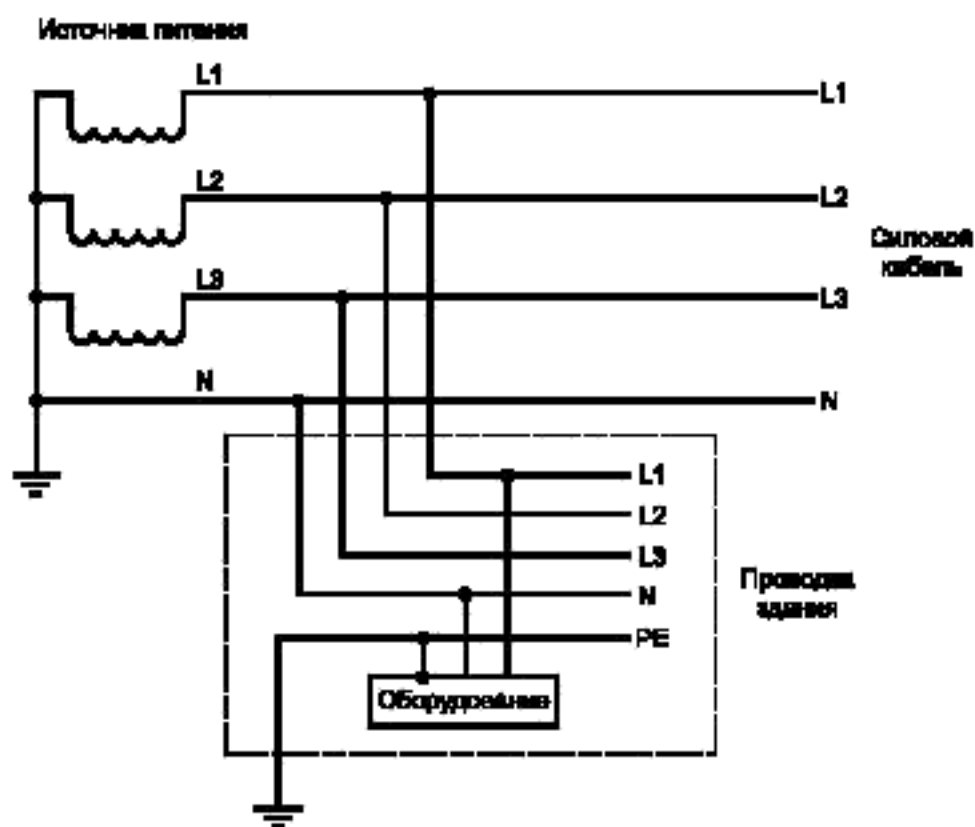 Источник питания
L1
L1
L2
L2
Силовой
кабель
L3
L3
N
N
L1
L2
L3
N
Проводка
здания
PE
Оборудование